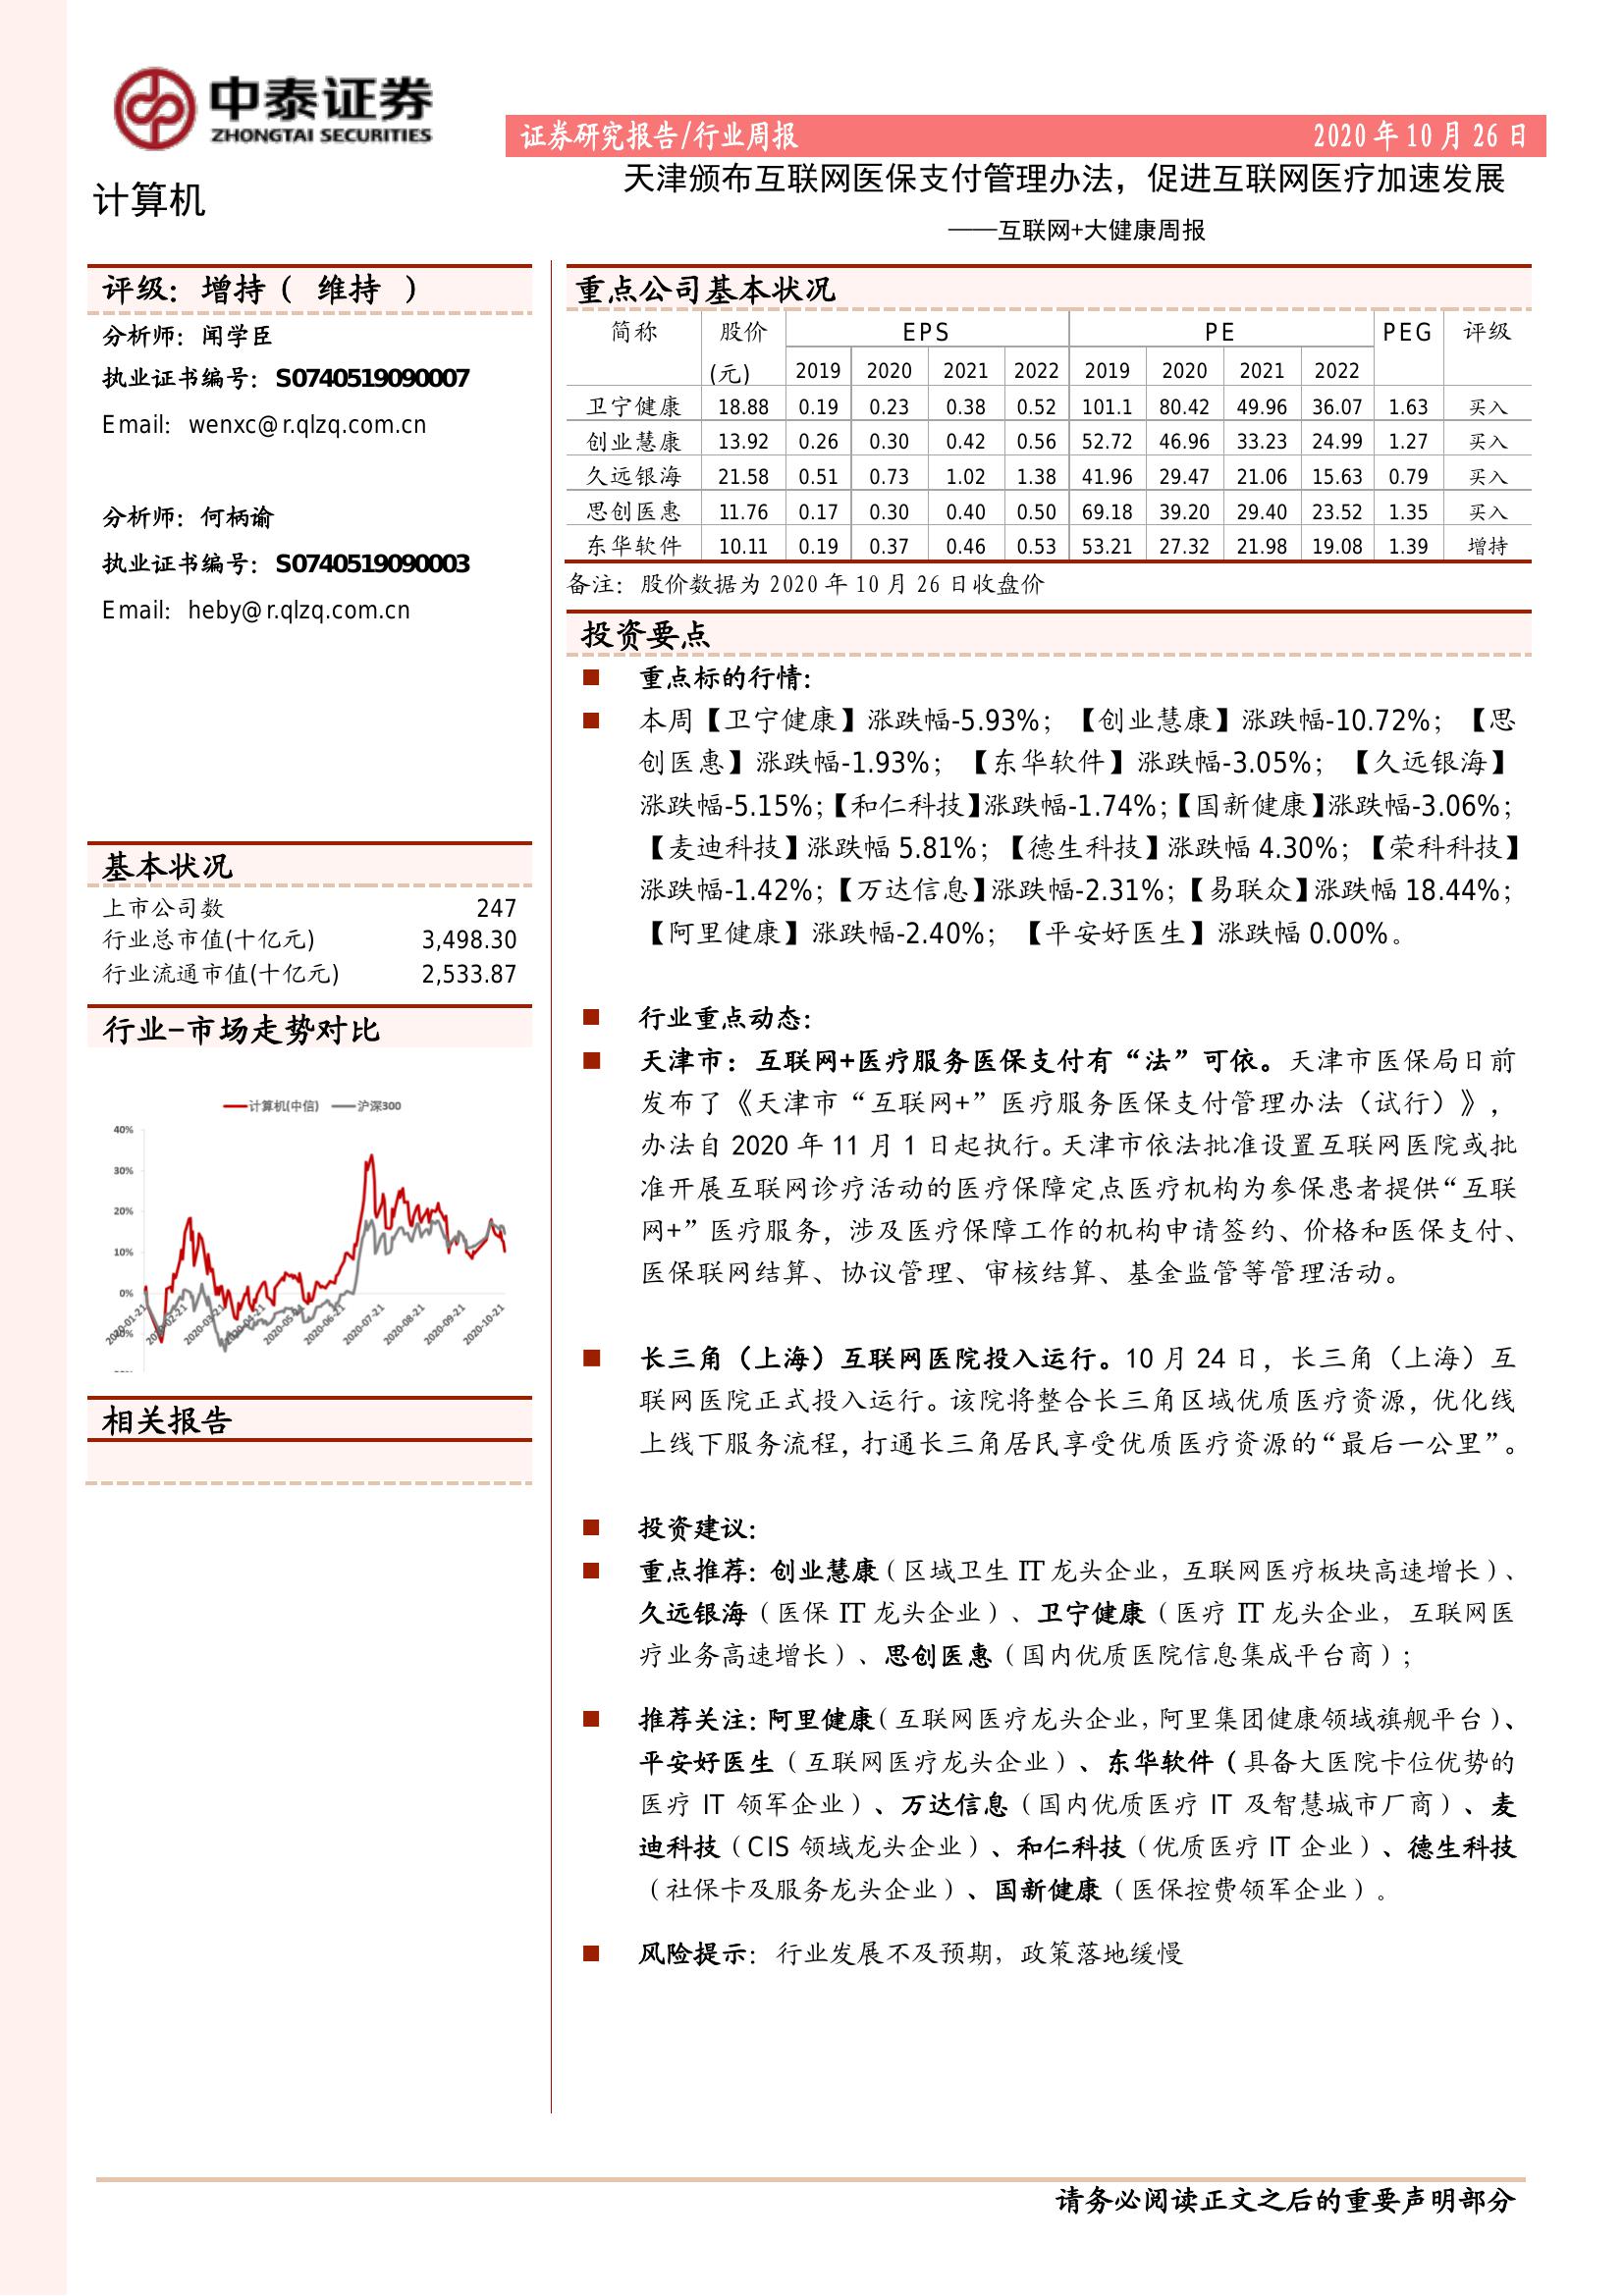 中泰证券
ZHONGTAI SECURITIES
证券研究报告/行业周报 2020 年 10 月 26 日
计算机
天津颁布互联网医保支付管理办法，促进互联网医疗加速发展
——互联网+大健康周报
评级：增持（ 维持 ）
分析师：闻学臣
执业证书编号：S0740519090007
Email：wenxc@r.qlzq.com.cn
分析师：何柄谕
执业证书编号：S0740519090003
Email：heby@r.qlzq.com.cn
基本状况
上市公司数 247
行业总市值(十亿元) 3,498.30
行业流通市值(十亿元) 2,533.87
行业-市场走势对比
计算机(中信) 沪深300
40%
30%
20%
10%
0%
2020-01-21 2020-02-21 2020-03-21 2020-04-21 2020-05-21 2020-06-21 2020-07-21 2020-08-21 2020-09-21 2020-10-21
相关报告
重点公司基本状况
简称 股价 EPS PE PEG 评级
(元) 2019 2020 2021 2022 2019 2020 2021 2022
卫宁健康 18.88 0.19 0.23 0.38 0.52 101.1 80.42 49.96 36.07 1.63 买入
创业慧康 13.92 0.26 0.30 0.42 0.56 52.72 46.96 33.23 24.99 1.27 买入
久远银海 21.58 0.51 0.73 1.02 1.38 41.96 29.47 21.06 15.63 0.79 买入
思创医惠 11.76 0.17 0.30 0.40 0.50 69.18 39.20 29.40 23.52 1.35 买入
东华软件 10.11 0.19 0.37 0.46 0.53 53.21 27.32 21.98 19.08 1.39 增持
备注：股价数据为 2020 年 10 月 26 日收盘价
投资要点
重点标的行情：
本周【卫宁健康】涨跌幅-5.93%；【创业慧康】涨跌幅-10.72%；【思
创医惠】涨跌幅-1.93%；【东华软件】涨跌幅-3.05%；【久远银海】
涨跌幅-5.15%；【和仁科技】涨跌幅-1.74%；【国新健康】涨跌幅-3.06%；
【麦迪科技】涨跌幅 5.81%；【德生科技】涨跌幅 4.30%；【荣科科技】
涨跌幅-1.42%；【万达信息】涨跌幅-2.31%；【易联众】涨跌幅 18.44%；
【阿里健康】涨跌幅-2.40%；【平安好医生】涨跌幅 0.00%。
行业重点动态：
天津市：互联网+医疗服务医保支付有“法”可依。天津市医保局日前
发布了《天津市“互联网+”医疗服务医保支付管理办法（试行）》，
办法自 2020 年 11 月 1 日起执行。天津市依法批准设置互联网医院或批
准开展互联网诊疗活动的医疗保障定点医疗机构为参保患者提供“互联
网+”医疗服务，涉及医疗保障工作的机构申请签约、价格和医保支付、
医保联网结算、协议管理、审核结算、基金监管等管理活动。
长三角（上海）互联网医院投入运行。10 月 24 日，长三角（上海）互
联网医院正式投入运行。该院将整合长三角区域优质医疗资源，优化线
上线下服务流程，打通长三角居民享受优质医疗资源的“最后一公里”。
投资建议：
重点推荐：创业慧康（区域卫生 IT 龙头企业，互联网医疗板块高速增长）、
久远银海（医保 IT 龙头企业）、卫宁健康（医疗 IT 龙头企业，互联网医
疗业务高速增长）、思创医惠（国内优质医院信息集成平台商）；
推荐关注：阿里健康（互联网医疗龙头企业，阿里集团健康领域旗舰平台）、
平安好医生（互联网医疗龙头企业）、东华软件（具备大医院卡位优势的
医疗 IT 领军企业）、万达信息（国内优质医疗 IT 及智慧城市厂商）、麦
迪科技（CIS 领域龙头企业）、和仁科技（优质医疗 IT 企业）、德生科技
（社保卡及服务龙头企业）、国新健康（医保控费领军企业）。
风险提示：行业发展不及预期，政策落地缓慢
请务必阅读正文之后的重要声明部分